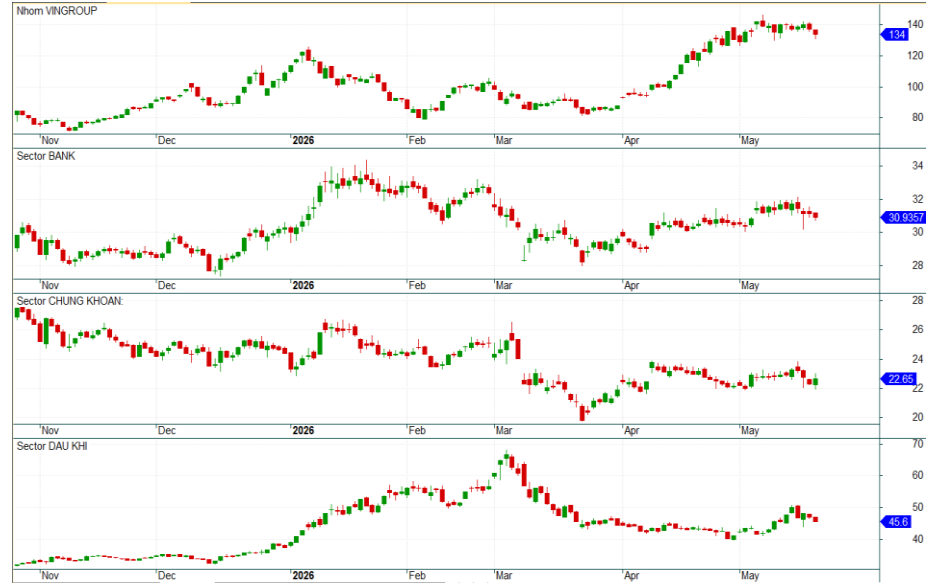 Nhom VINGROUP
140
134
120
100
80
Nov Dec 2026 Feb Mar Apr May
Sector BANK
34
32
30.9357
30
28
Nov Dec 2026 Feb Mar Apr May
Sector CHUNG KHOAN:
28
26
24
22.65
22
20
Nov Dec 2026 Feb Mar Apr May
Sector DAU KHI
70
60
50
45.6
40
Nov Dec 2026 Feb Mar Apr May